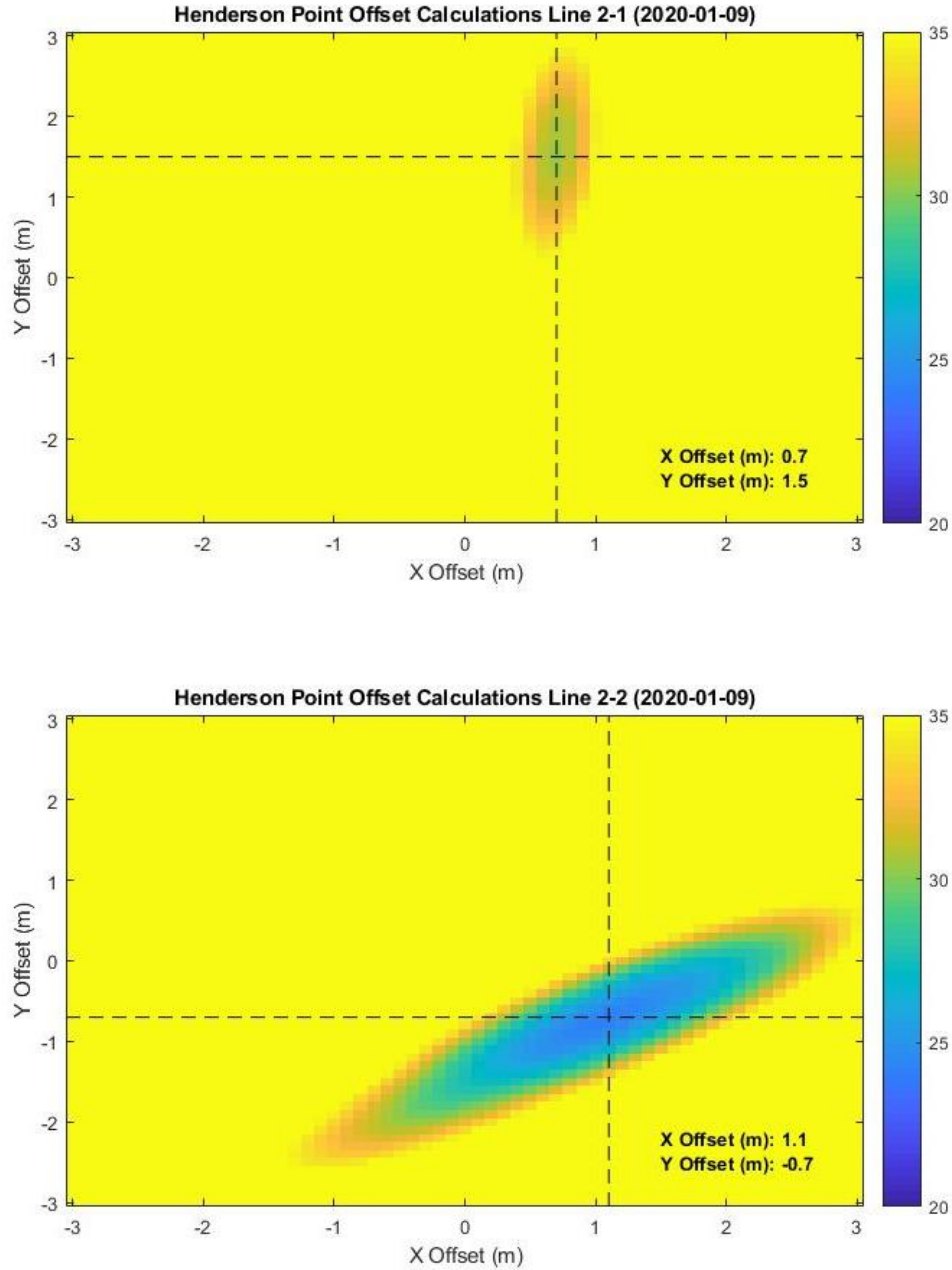 Henderson Point Offset Calculations Line 2-1 (2020-01-09)
3
2
1
0
-1
-2
-3
Y Offset (m)
-3 -2 -1 0 1 2 3
X Offset (m)
X Offset (m): 0.7
Y Offset (m): 1.5
35
30
25
20
Henderson Point Offset Calculations Line 2-2 (2020-01-09)
3
2
1
0
-1
-2
-3
Y Offset (m)
-3 -2 -1 0 1 2 3
X Offset (m)
X Offset (m): 1.1
Y Offset (m): -0.7
35
30
25
20